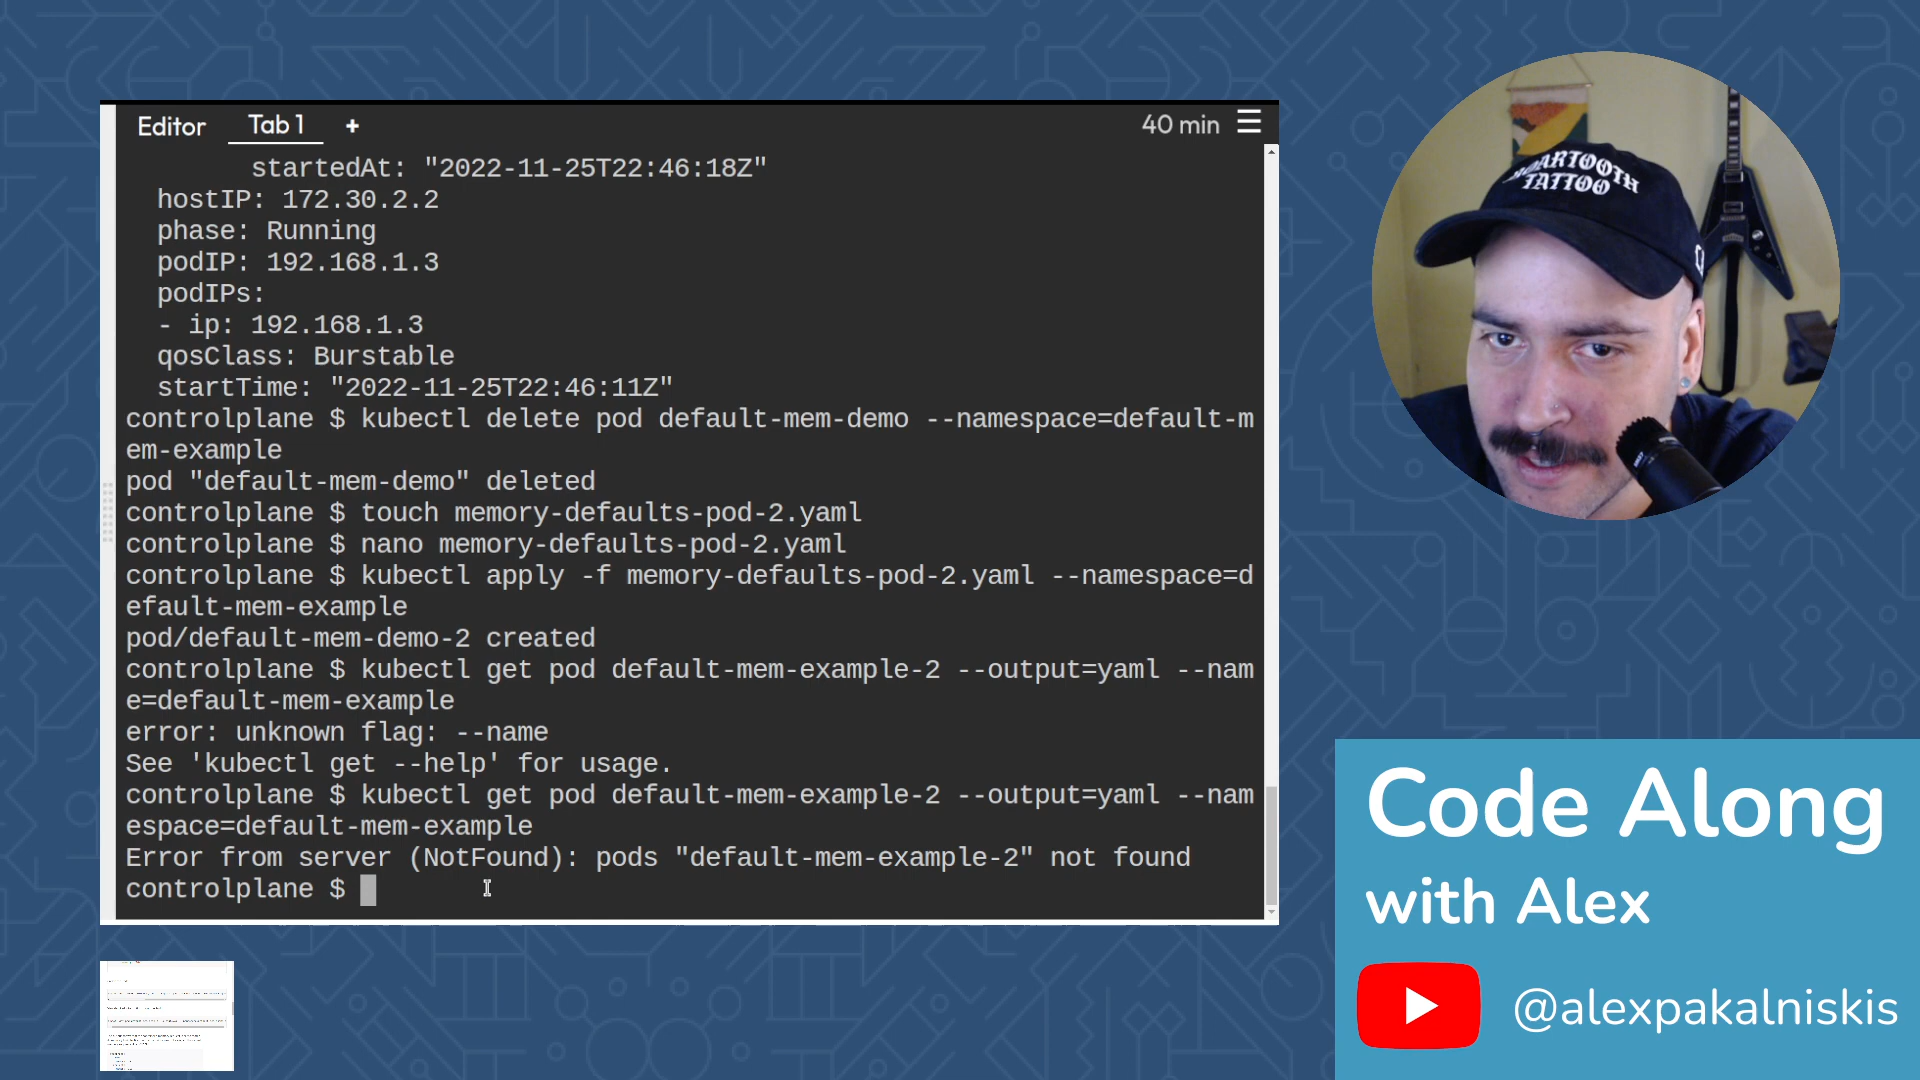 Editor Tab 1 + 40 min
startedAt: "2022-11-25T22:46:18Z"
hostIP: 172.30.2.2
phase: Running
podIP: 192.168.1.3
podIPs:
- ip: 192.168.1.3
qosClass: Burstable
startTime: "2022-11-25T22:46:11Z"
controlplane $ kubectl delete pod default-mem-demo --namespace=default-m
em-example
pod "default-mem-demo" deleted
controlplane $ touch memory-defaults-pod-2.yaml
controlplane $ nano memory-defaults-pod-2.yaml
controlplane $ kubectl apply -f memory-defaults-pod-2.yaml --namespace=d
efault-mem-example
pod/default-mem-demo-2 created
controlplane $ kubectl get pod default-mem-example-2 --output=yaml --nam
e=default-mem-example
error: unknown flag: --name
See 'kubectl get --help' for usage.
controlplane $ kubectl get pod default-mem-example-2 --output=yaml --nam
espace=default-mem-example
Error from server (NotFound): pods "default-mem-example-2" not found
controlplane $
TATTOO
Code Along
with Alex
@alexpakalniskis